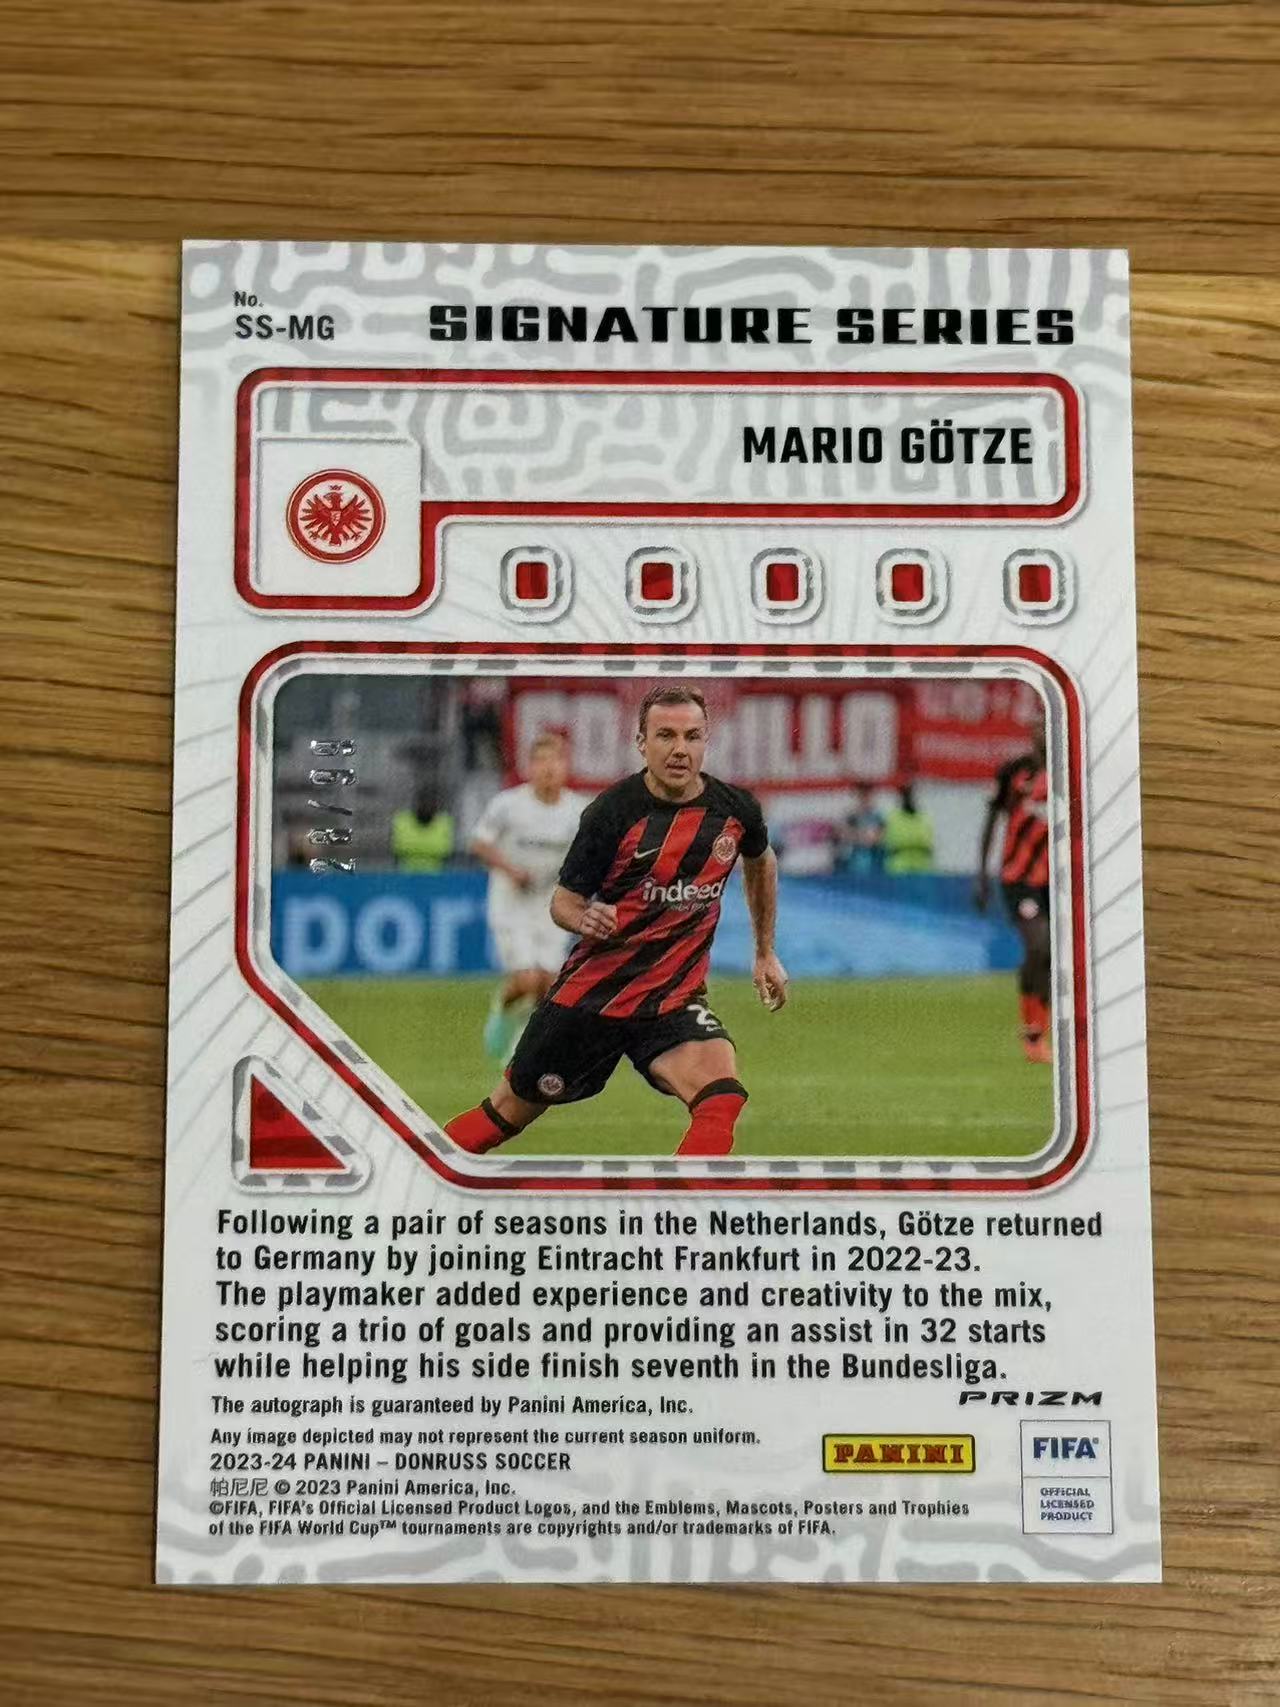 No.
SS-MG
SIGNATURE SERIES
MARIO GÖTZE
indeed
por
2
Following a pair of seasons in the Netherlands, Götze returned
to Germany by joining Eintracht Frankfurt in 2022-23.
The playmaker added experience and creativity to the mix,
scoring a trio of goals and providing an assist in 32 starts
while helping his side finish seventh in the Bundesliga.
The autograph is guaranteed by Panini America, Inc.
PRIZM
Any image depicted may not represent the current season uniform.
2023-24 PANINI – DONRUSS SOCCER
帕尼尼 © 2023 Panini America, Inc.
©FIFA, FIFA's Official Licensed Product Logos, and the Emblems, Mascots, Posters and Trophies
of the FIFA World Cup™ tournaments are copyrights and/or trademarks of FIFA.
PANINI
FIFA®
OFFICIAL
LICENSED
PRODUCT